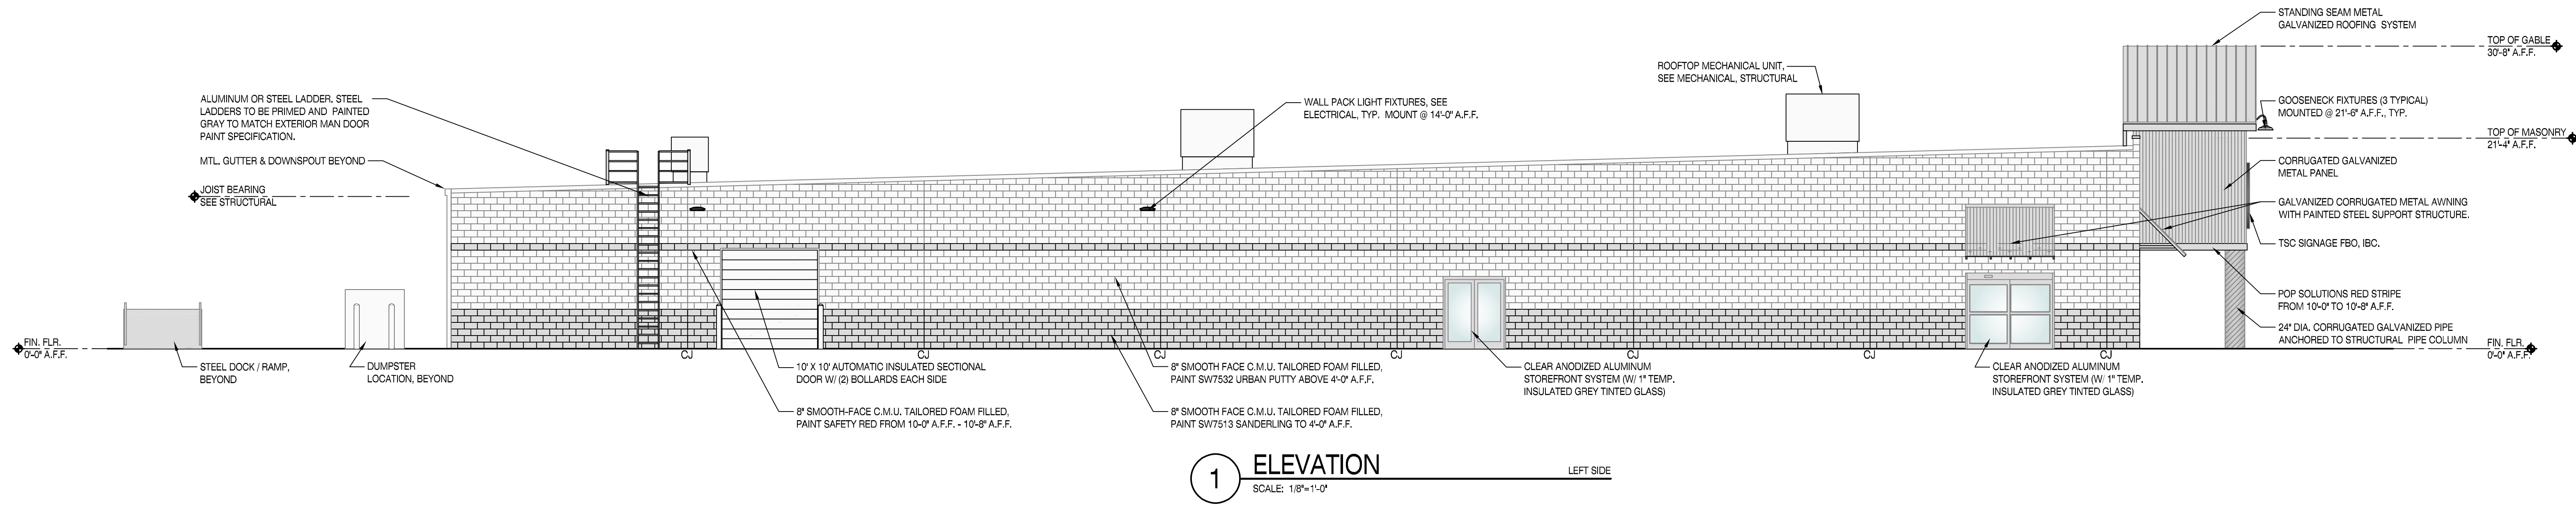 STANDING SEAM METAL
GALVANIZED ROOFING SYSTEM
TOP OF GABLE
30'-8" A.F.F.
ROOFTOP MECHANICAL UNIT,
SEE MECHANICAL, STRUCTURAL
ALUMINUM OR STEEL LADDER. STEEL
LADDERS TO BE PRIMED AND PAINTED
GRAY TO MATCH EXTERIOR MAN DOOR
PAINT SPECIFICATION.
WALL PACK LIGHT FIXTURES, SEE
ELECTRICAL, TYP. MOUNT @ 14'-0" A.F.F.
GOOSENECK FIXTURES (3 TYPICAL)
MOUNTED @ 21'-6" A.F.F., TYP.
TOP OF MASONRY
21'-4" A.F.F.
MTL. GUTTER & DOWNSPOUT BEYOND
CORRUGATED GALVANIZED
METAL PANEL
JOIST BEARING
SEE STRUCTURAL
GALVANIZED CORRUGATED METAL AWNING
WITH PAINTED STEEL SUPPORT STRUCTURE.
TSC SIGNAGE FBO, IBC.
POP SOLUTIONS RED STRIPE
FROM 10'-0" TO 10'-8" A.F.F.
24" DIA. CORRUGATED GALVANIZED PIPE
ANCHORED TO STRUCTURAL PIPE COLUMN
FIN. FLR.
0'-0" A.F.F.
FIN. FLR.
0'-0" A.F.F.
CJ
CJ
CJ
CJ
CJ
CJ
CJ
STEEL DOCK / RAMP,
BEYOND
DUMPSTER
LOCATION, BEYOND
10' X 10' AUTOMATIC INSULATED SECTIONAL
DOOR W/ (2) BOLLARDS EACH SIDE
8" SMOOTH FACE C.M.U. TAILORED FOAM FILLED,
PAINT SW7532 URBAN PUTTY ABOVE 4'-0" A.F.F.
CLEAR ANODIZED ALUMINUM
STOREFRONT SYSTEM (W/ 1" TEMP.
INSULATED GREY TINTED GLASS)
CLEAR ANODIZED ALUMINUM
STOREFRONT SYSTEM (W/ 1" TEMP.
INSULATED GREY TINTED GLASS)
8" SMOOTH-FACE C.M.U. TAILORED FOAM FILLED,
PAINT SAFETY RED FROM 10-0" A.F.F. - 10'-8" A.F.F.
8" SMOOTH FACE C.M.U. TAILORED FOAM FILLED,
PAINT SW7513 SANDERLING TO 4'-0" A.F.F.
1
ELEVATION
LEFT SIDE
SCALE: 1/8"=1'-0"